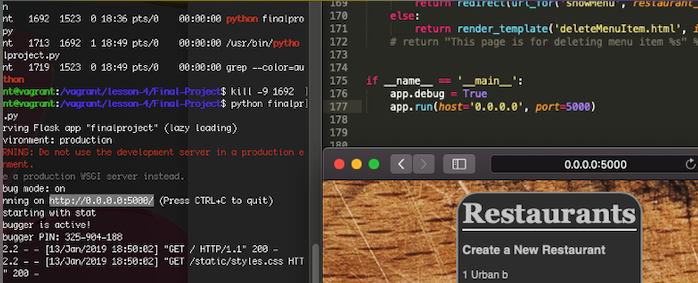 nt
nt 1692 1523 0 18:36 pts/0 00:00:00 python finalpro
py
nt 1713 1692 1 18:49 pts/0 00:00:00 /usr/bin/pytho
lproject.py
nt 1719 1523 0 18:49 pts/0 00:00:00 grep --color=au
thon
nt@vagrant:/vagrant/lesson-4/Final-Project$ kill -9 1692
nt@vagrant:/vagrant/lesson-4/Final-Project$ python finalpr
.py
rving Flask app "finalproject" (lazy loading)
vironment: production
RNING: Do not use the development server in a production e
nment.
e a production WSGI server instead.
bug mode: on
nning on http://0.0.0.0:5000/ (Press CTRL+C to quit)
starting with stat
bugger is active!
bugger PIN: 325-904-188
2.2 - - [13/Jan/2019 18:50:02] "GET / HTTP/1.1" 200 -
2.2 - - [13/Jan/2019 18:50:02] "GET /static/styles.css HTT
" 200 -
169 return redirect(url_for('showMenu', restaurant_
170 else:
171 return render_template('deleteMenuItem.html',
172 # return "This page is for deleting menu item %s" %
173
174
175 if __name__ == '__main__':
176 app.debug = True
177 app.run(host='0.0.0.0', port=5000)
178
179
180
0.0.0.0:5000
Restaurants
Create a New Restaurant
1 Urban b